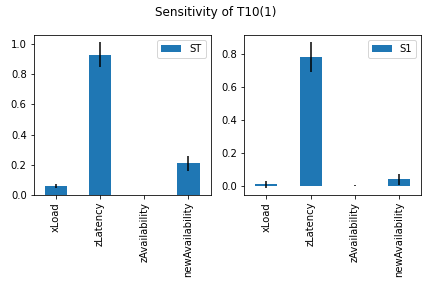 Sensitivity of T10(1)
ST
1.0
0.8
0.6
0.4
0.2
0.0
xLoad
zLatency
zAvailability
newAvailability
S1
0.8
0.6
0.4
0.2
0.0
xLoad
zLatency
zAvailability
newAvailability